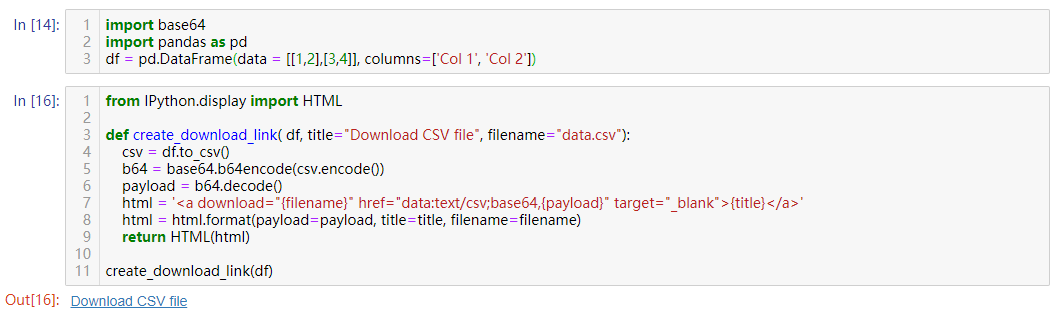 In [14]:
1 import base64
2 import pandas as pd
3 df = pd.DataFrame(data = [[1,2],[3,4]], columns=['Col 1', 'Col 2'])
In [16]:
1 from IPython.display import HTML
2
3 def create_download_link( df, title="Download CSV file", filename="data.csv"):
4     csv = df.to_csv()
5     b64 = base64.b64encode(csv.encode())
6     payload = b64.decode()
7     html = '<a download="{filename}" href="data:text/csv;base64,{payload}" target="_blank">{title}</a>'
8     html = html.format(payload=payload, title=title, filename=filename)
9     return HTML(html)
10
11 create_download_link(df)
Out[16]: Download CSV file